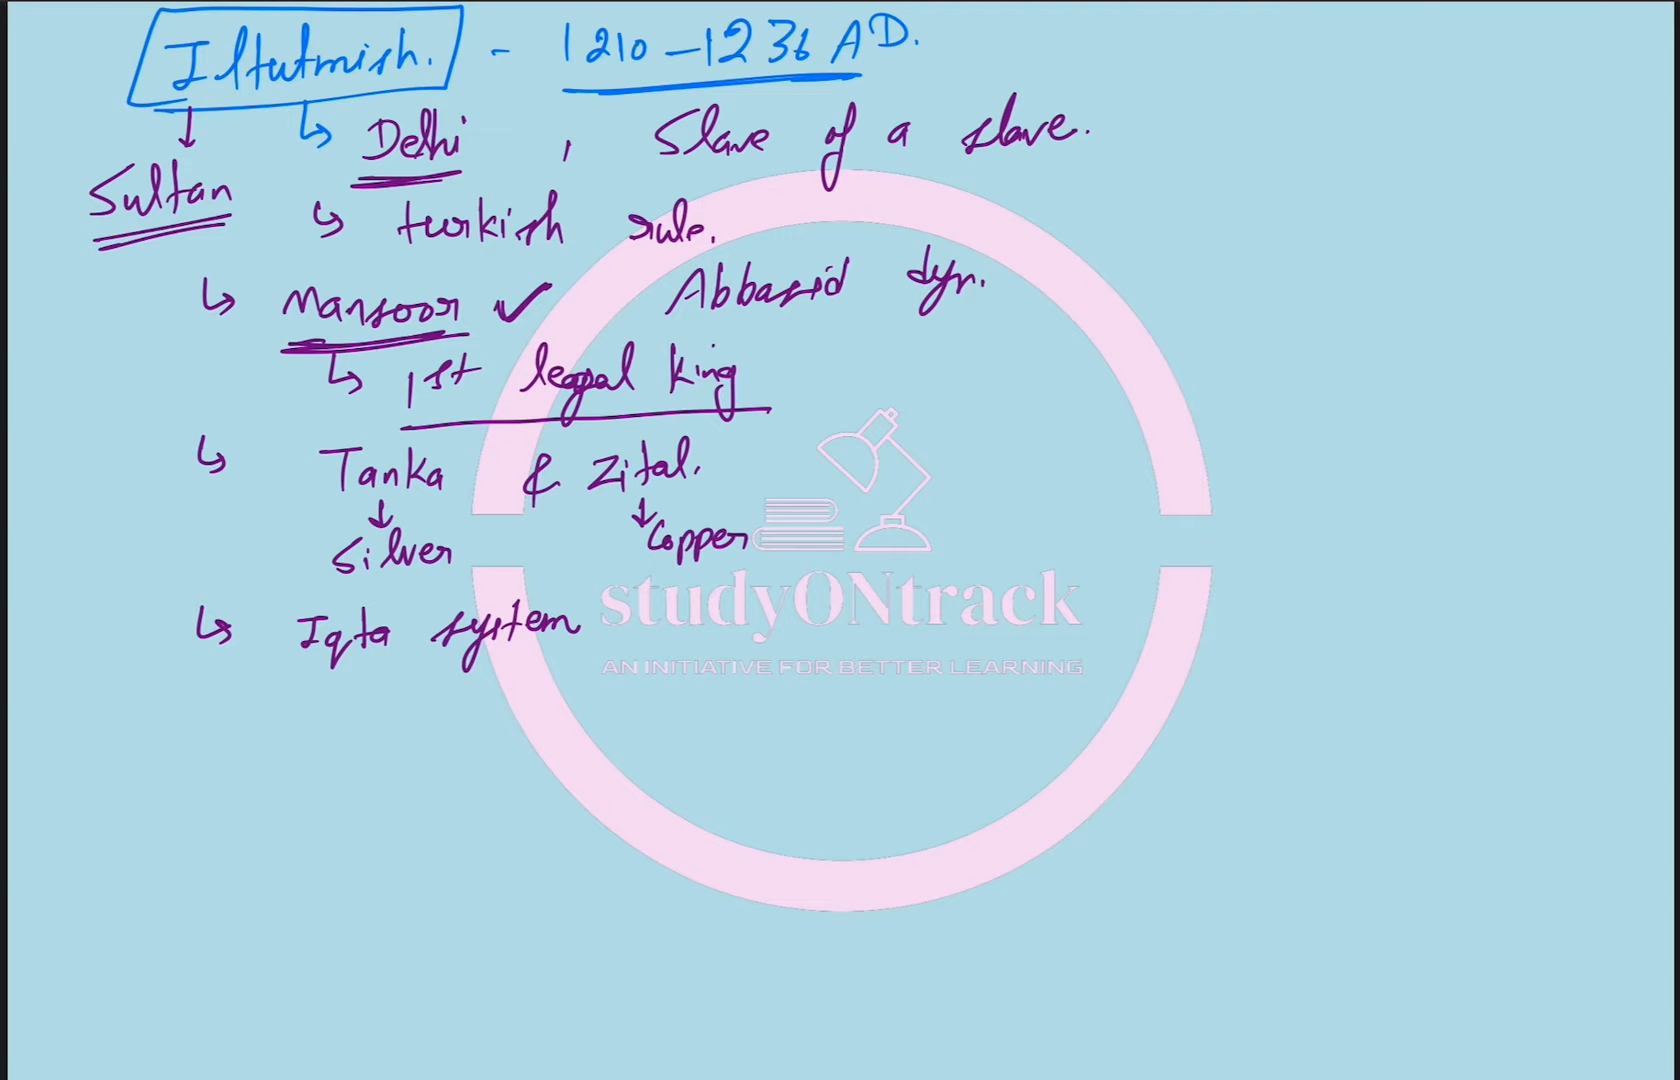 Iltutmish. - 1210 - 1236 AD.
Delhi , Slave of a slave.
Sultan
turkish rule.
Mansoor ✓ Abbasid dyn.
1st legal King
Tanka & Zital.
Silver Copper
Iqta system
studyONtrack
AN INITIATIVE FOR BETTER LEARNING